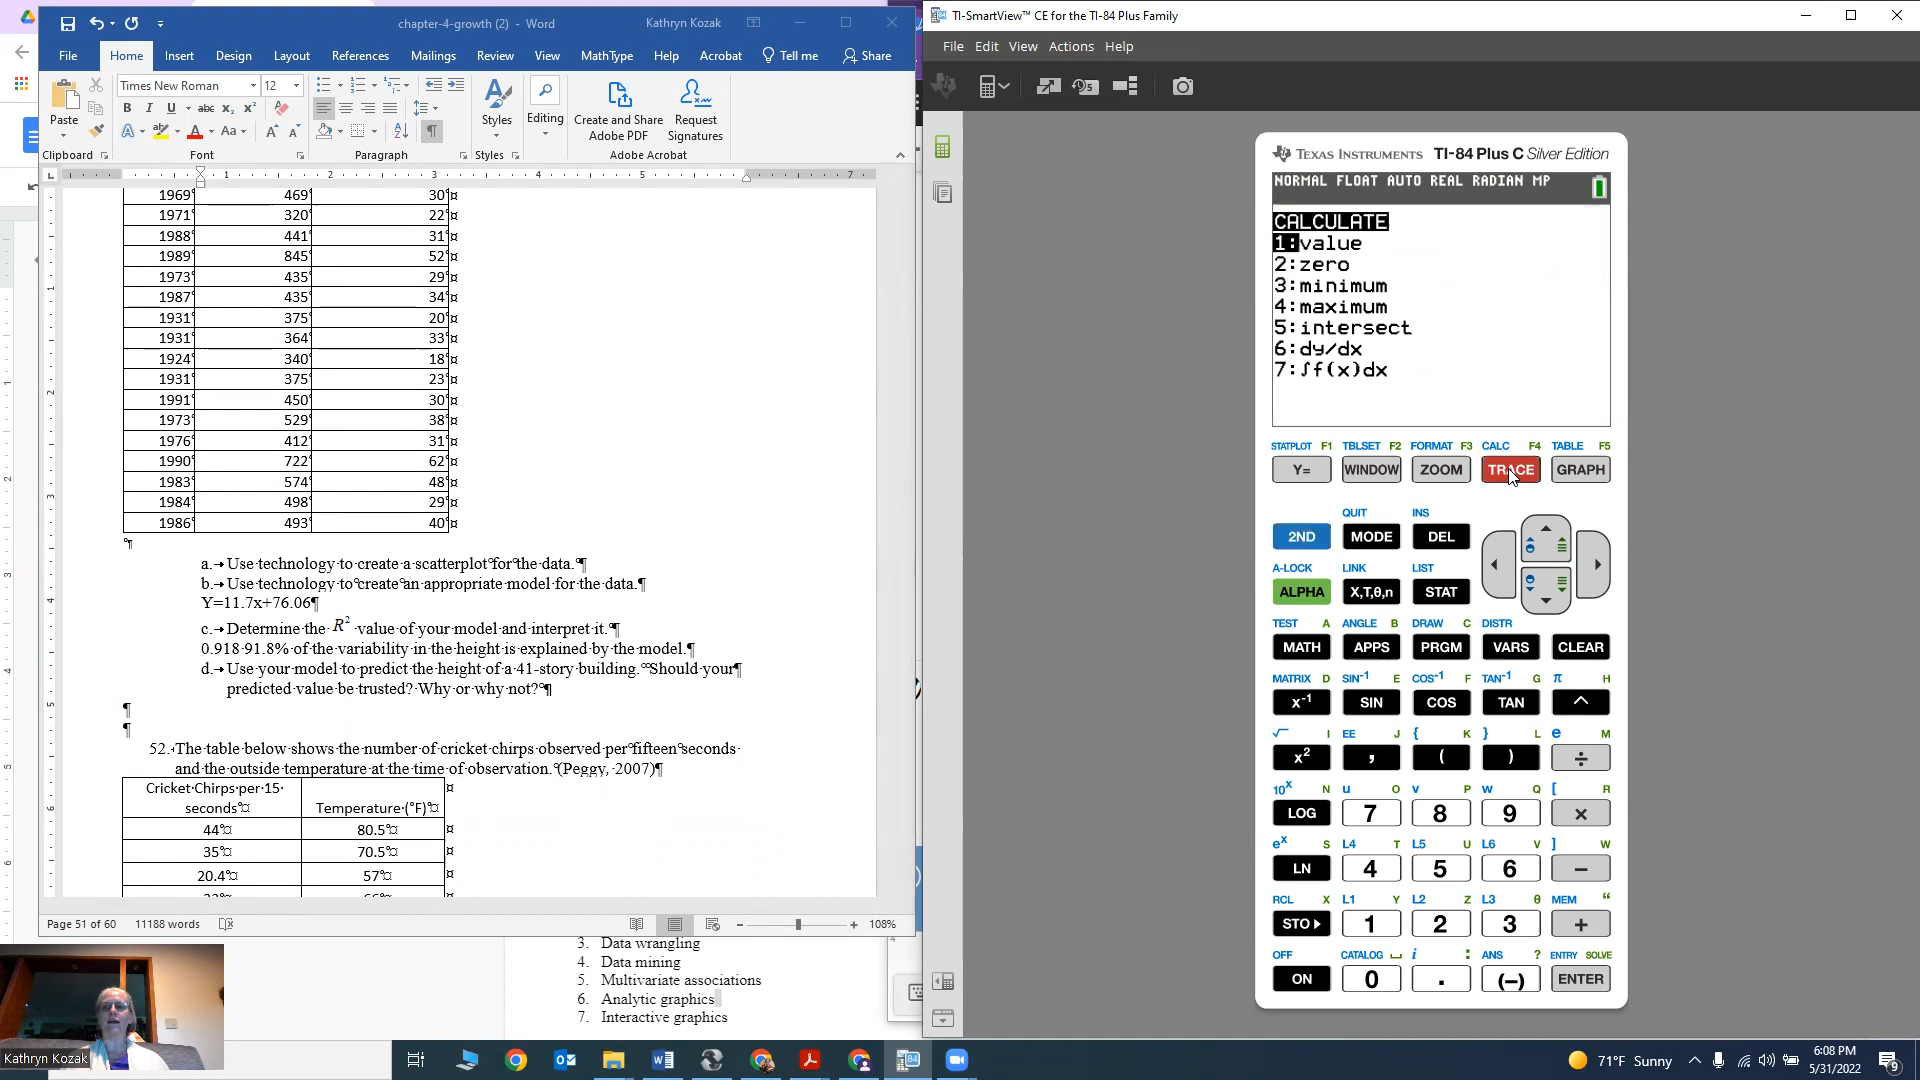 chapter-4-growth (2) - Word
Kathryn Kozak
File Home Insert Design Layout References Mailings Review View MathType Help Acrobat Tell me Share
Times New Roman 12
Paste
Styles
Editing
Create and Share Adobe PDF
Request Signatures
Clipboard Font Paragraph Styles Adobe Acrobat
1969 469 30
1971 320 22
1988 441 31
1989 845 52
1973 435 29
1987 435 34
1931 375 20
1931 364 33
1924 340 18
1931 375 23
1991 450 30
1973 529 38
1976 412 31
1990 722 62
1983 574 48
1984 498 29
1986 493 40
a. Use technology to create a scatterplot for the data.
b. Use technology to create an appropriate model for the data.
Y=11.7x+76.06
c. Determine the R² value of your model and interpret it.
0.918 91.8% of the variability in the height is explained by the model.
d. Use your model to predict the height of a 41-story building. Should your
predicted value be trusted? Why or why not?
52. The table below shows the number of cricket chirps observed per fifteen seconds
and the outside temperature at the time of observation. (Peggy, 2007)
Cricket Chirps per 15
seconds Temperature (°F)
44 80.5
35 70.5
20.4 57
Page 51 of 60 11188 words 108%
3. Data wrangling
4. Data mining
5. Multivariate associations
6. Analytic graphics
7. Interactive graphics
Kathryn Kozak
TI-SmartView™ CE for the TI-84 Plus Family
File Edit View Actions Help
TEXAS INSTRUMENTS TI-84 Plus C Silver Edition
NORMAL FLOAT AUTO REAL RADIAN MP
CALCULATE
1:value
2:zero
3:minimum
4:maximum
5:intersect
6:dy/dx
7:∫f(x)dx
STATPLOT F1 TBLSET F2 FORMAT F3 CALC F4 TABLE F5
Y= WINDOW ZOOM TRACE GRAPH
QUIT INS
2ND MODE DEL
A-LOCK LINK LIST
ALPHA X,T,θ,n STAT
TEST A ANGLE B DRAW C DISTR
MATH APPS PRGM VARS CLEAR
MATRIX D SIN⁻¹ E COS⁻¹ F TAN⁻¹ G π H
x⁻¹ SIN COS TAN ^
√ I EE J { K } L e M
x² , ( ) ÷
10ˣ N u O v P w Q [ R
LOG 7 8 9 ×
eˣ S L4 T L5 U L6 V ] W
LN 4 5 6 −
RCL X L1 Y L2 Z L3 θ MEM "
STO▸ 1 2 3 +
OFF CATALOG i : ANS ? ENTRY SOLVE
ON 0 . (−) ENTER
71°F Sunny
6:08 PM
5/31/2022